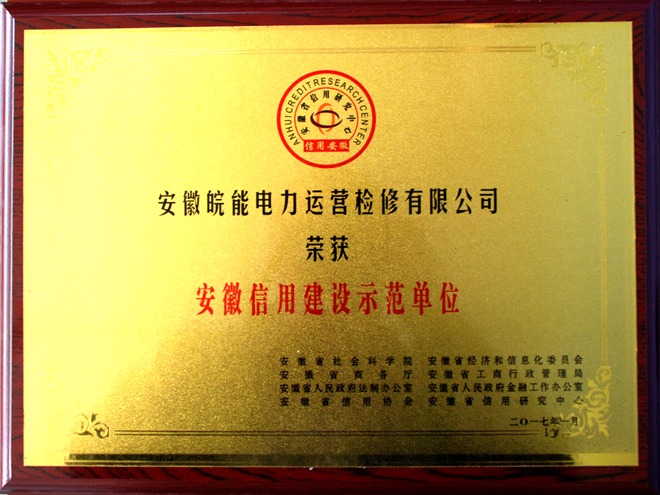 ANHUI CREDIT RESEARCH CENTER
安徽省信用研究中心
信用安徽
安徽皖能电力运营检修有限公司
荣获
安徽信用建设示范单位
安徽省社会科学院 安徽省经济和信息化委员会
安徽省商务厅 安徽省工商行政管理局
安徽省人民政府法制办公室 安徽省人民政府金融工作办公室
安徽省信用协会 安徽省信用研究中心
二〇一七年一月